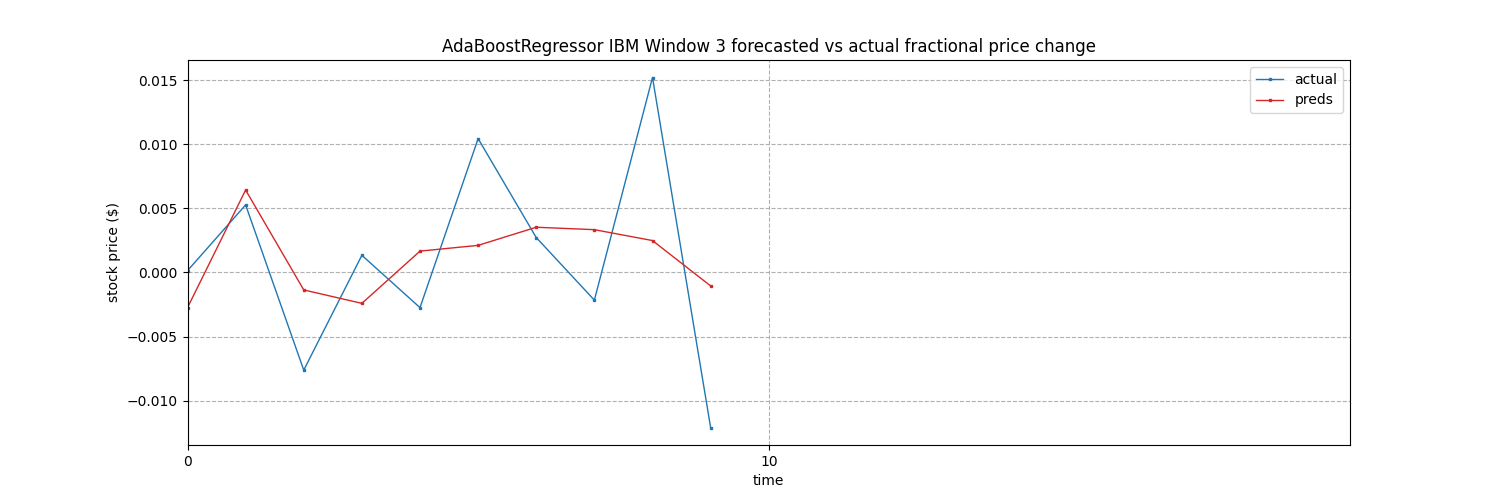 AdaBoostRegressor IBM Window 3 forecasted vs actual fractional price change
actual
preds
0.015
0.010
0.005
0.000
−0.005
−0.010
stock price ($)
0
10
time